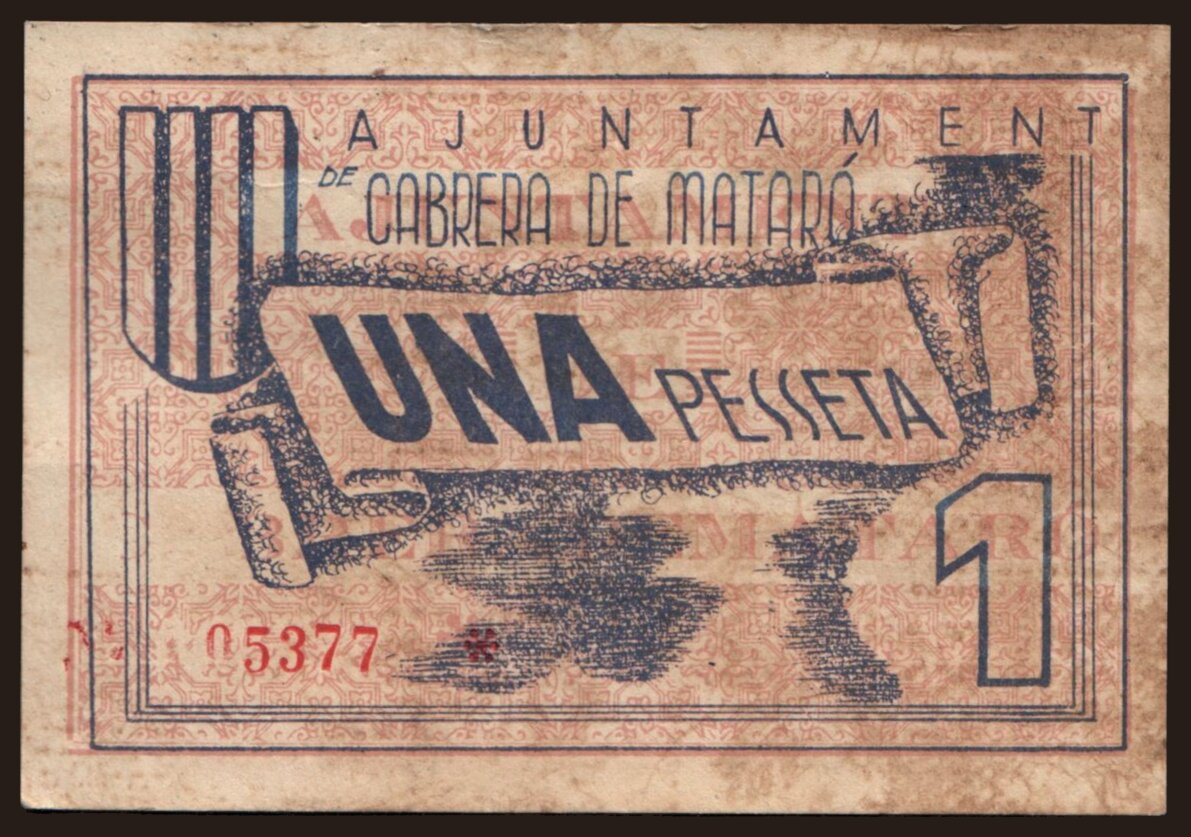 AJUNTAMENT
DE CABRERA DE MATARÓ
UNA PESSETA
1
05377